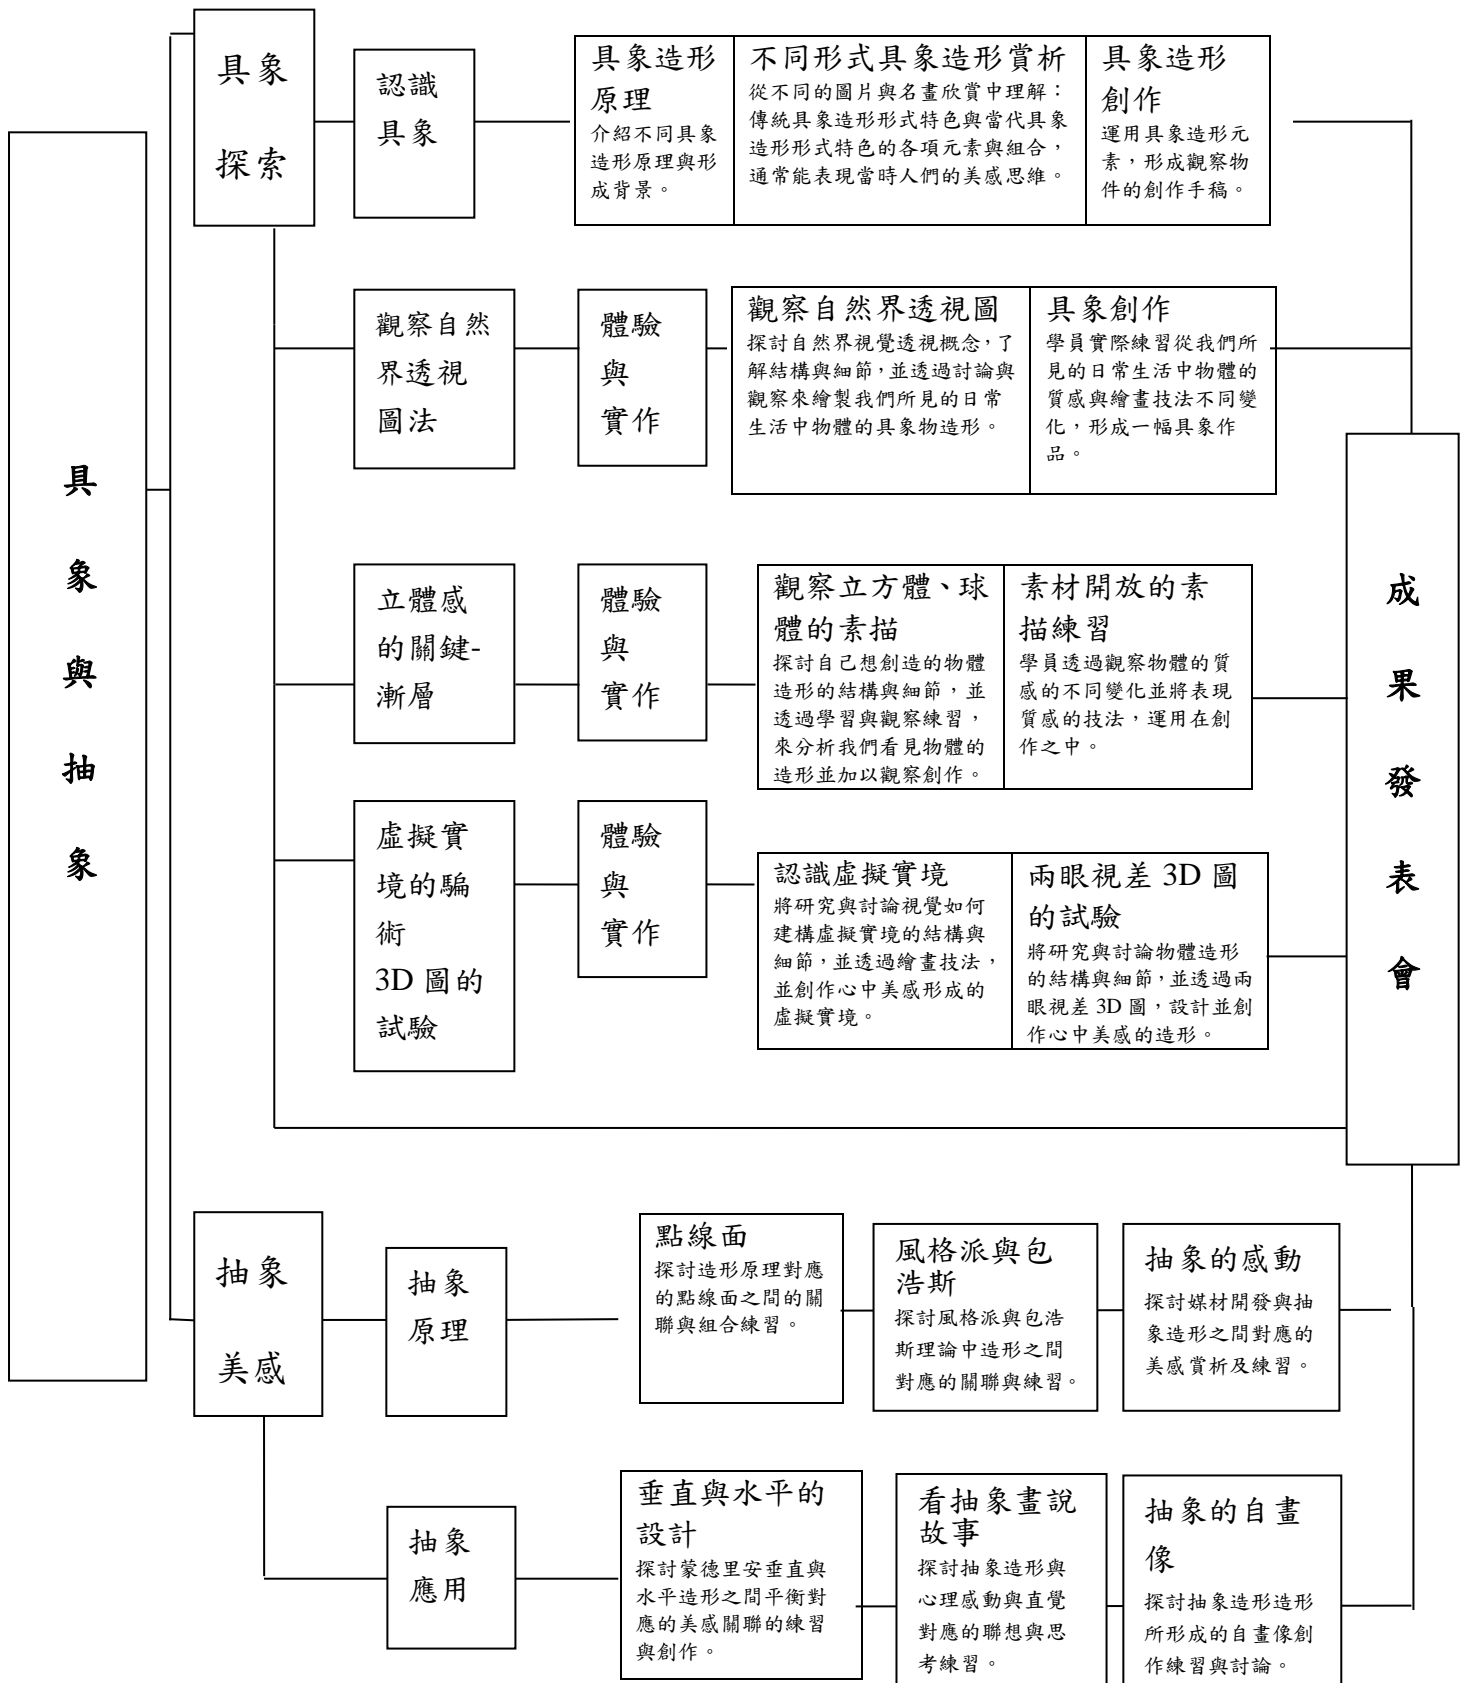 具
象
與
抽
象
具象
探索
認識
具象
具象造形
原理
介紹不同具象
造形原理與形
成背景。
不同形式具象造形賞析
從不同的圖片與名畫欣賞中理解：
傳統具象造形形式特色與當代具象
造形形式特色的各項元素與組合，
通常能表現當時人們的美感思維。
具象造形
創作
運用具象造形元
素，形成觀察物
件的創作手稿。
觀察自然
界透視
圖法
體驗
與
實作
觀察自然界透視圖
探討自然界視覺透視概念，了
解結構與細節，並透過討論與
觀察來繪製我們所見的日常
生活中物體的具象物造形。
具象創作
學員實際練習從我們所
見的日常生活中物體的
質感與繪畫技法不同變
化，形成一幅具象作
品。
立體感
的關鍵-
漸層
體驗
與
實作
觀察立方體、球
體的素描
探討自己想創造的物體
造形的結構與細節，並
透過學習與觀察練習，
來分析我們看見物體的
造形並加以觀察創作。
素材開放的素
描練習
學員透過觀察物體的質
感的不同變化並將表現
質感的技法，運用在創
作之中。
虛擬實
境的騙
術
3D 圖的
試驗
體驗
與
實作
認識虛擬實境
將研究與討論視覺如何
建構虛擬實境的結構與
細節，並透過繪畫技法，
並創作心中美感形成的
虛擬實境。
兩眼視差 3D 圖
的試驗
將研究與討論物體造形
的結構與細節，並透過兩
眼視差 3D 圖，設計並創
作心中美感的造形。
成
果
發
表
會
抽象
美感
抽象
原理
點線面
探討造形原理對應
的點線面之間的關
聯與組合練習。
風格派與包
浩斯
探討風格派與包浩
斯理論中造形之間
對應的關聯與練習。
抽象的感動
探討媒材開發與抽
象造形之間對應的
美感賞析及練習。
抽象
應用
垂直與水平的
設計
探討蒙德里安垂直與
水平造形之間平衡對
應的美感關聯的練習
與創作。
看抽象畫說
故事
探討抽象造形與
心理感動與直覺
對應的聯想與思
考練習。
抽象的自畫
像
探討抽象造形造形
所形成的自畫像創
作練習與討論。